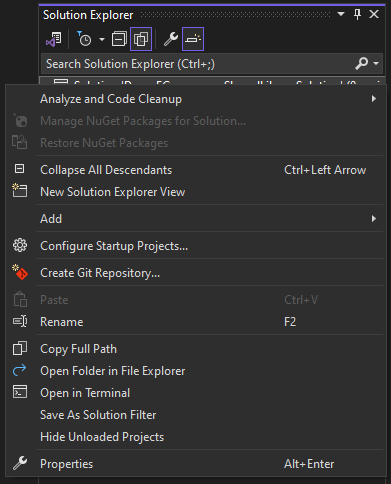 Solution Explorer
Search Solution Explorer (Ctrl+;)
Analyze and Code Cleanup
Manage NuGet Packages for Solution...
Restore NuGet Packages
Collapse All Descendants Ctrl+Left Arrow
New Solution Explorer View
Add
Configure Startup Projects...
Create Git Repository...
Paste Ctrl+V
Rename F2
Copy Full Path
Open Folder in File Explorer
Open in Terminal
Save As Solution Filter
Hide Unloaded Projects
Properties Alt+Enter